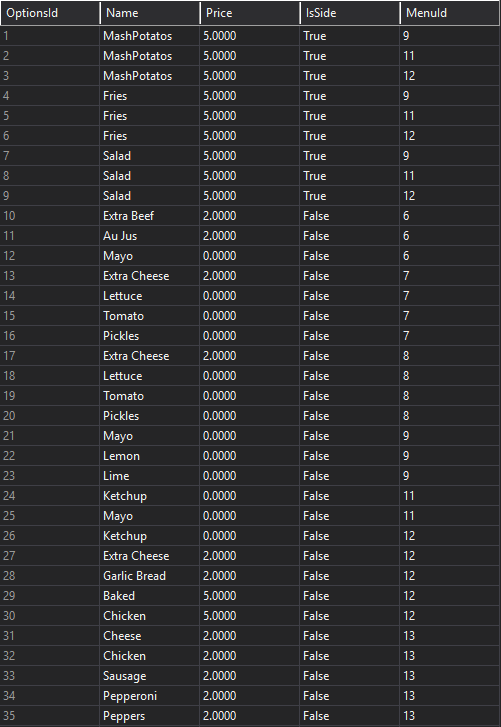 OptionsId Name Price IsSide MenuId
1 MashPotatos 5.0000 True 9
2 MashPotatos 5.0000 True 11
3 MashPotatos 5.0000 True 12
4 Fries 5.0000 True 9
5 Fries 5.0000 True 11
6 Fries 5.0000 True 12
7 Salad 5.0000 True 9
8 Salad 5.0000 True 11
9 Salad 5.0000 True 12
10 Extra Beef 2.0000 False 6
11 Au Jus 2.0000 False 6
12 Mayo 0.0000 False 6
13 Extra Cheese 2.0000 False 7
14 Lettuce 0.0000 False 7
15 Tomato 0.0000 False 7
16 Pickles 0.0000 False 7
17 Extra Cheese 2.0000 False 8
18 Lettuce 0.0000 False 8
19 Tomato 0.0000 False 8
20 Pickles 0.0000 False 8
21 Mayo 0.0000 False 9
22 Lemon 0.0000 False 9
23 Lime 0.0000 False 9
24 Ketchup 0.0000 False 11
25 Mayo 0.0000 False 11
26 Ketchup 0.0000 False 12
27 Extra Cheese 2.0000 False 12
28 Garlic Bread 2.0000 False 12
29 Baked 5.0000 False 12
30 Chicken 5.0000 False 12
31 Cheese 2.0000 False 13
32 Chicken 2.0000 False 13
33 Sausage 2.0000 False 13
34 Pepperoni 2.0000 False 13
35 Peppers 2.0000 False 13